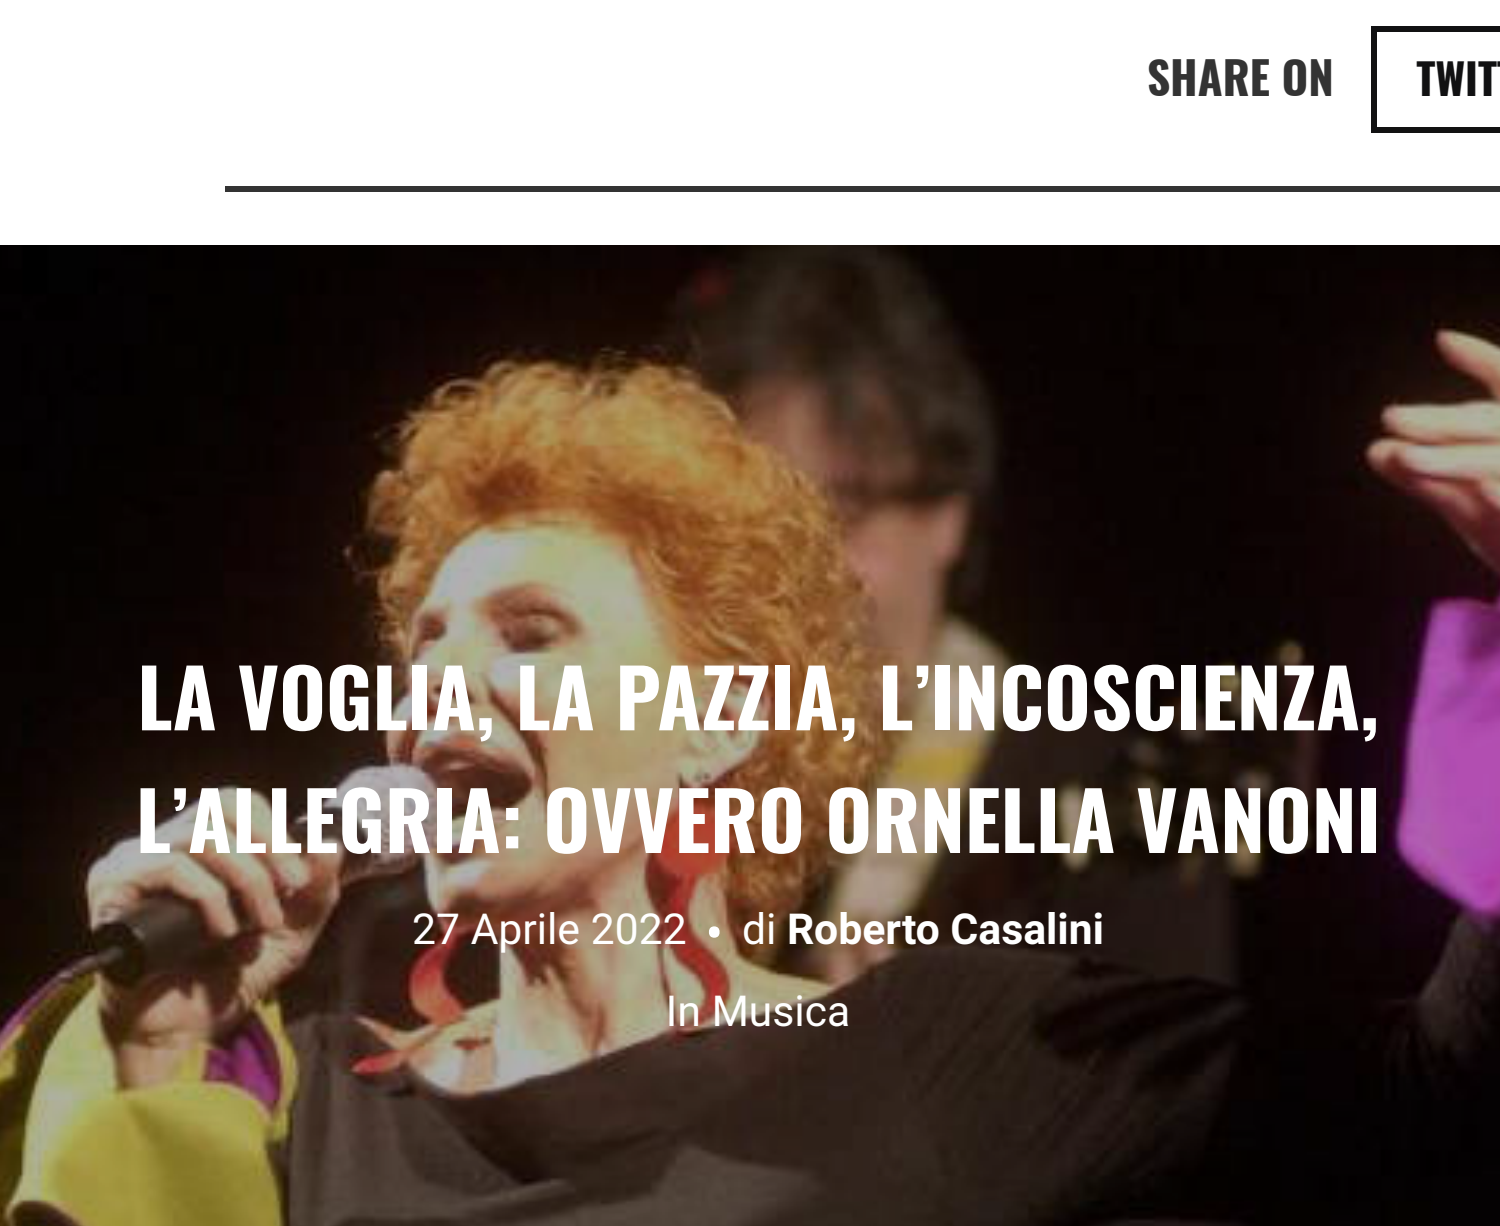 SHARE ON
LA VOGLIA, LA PAZZIA, L’INCOSCIENZA,
L’ALLEGRIA: OVVERO ORNELLA VANONI
27 Aprile 2022 • di Roberto Casalini
In Musica